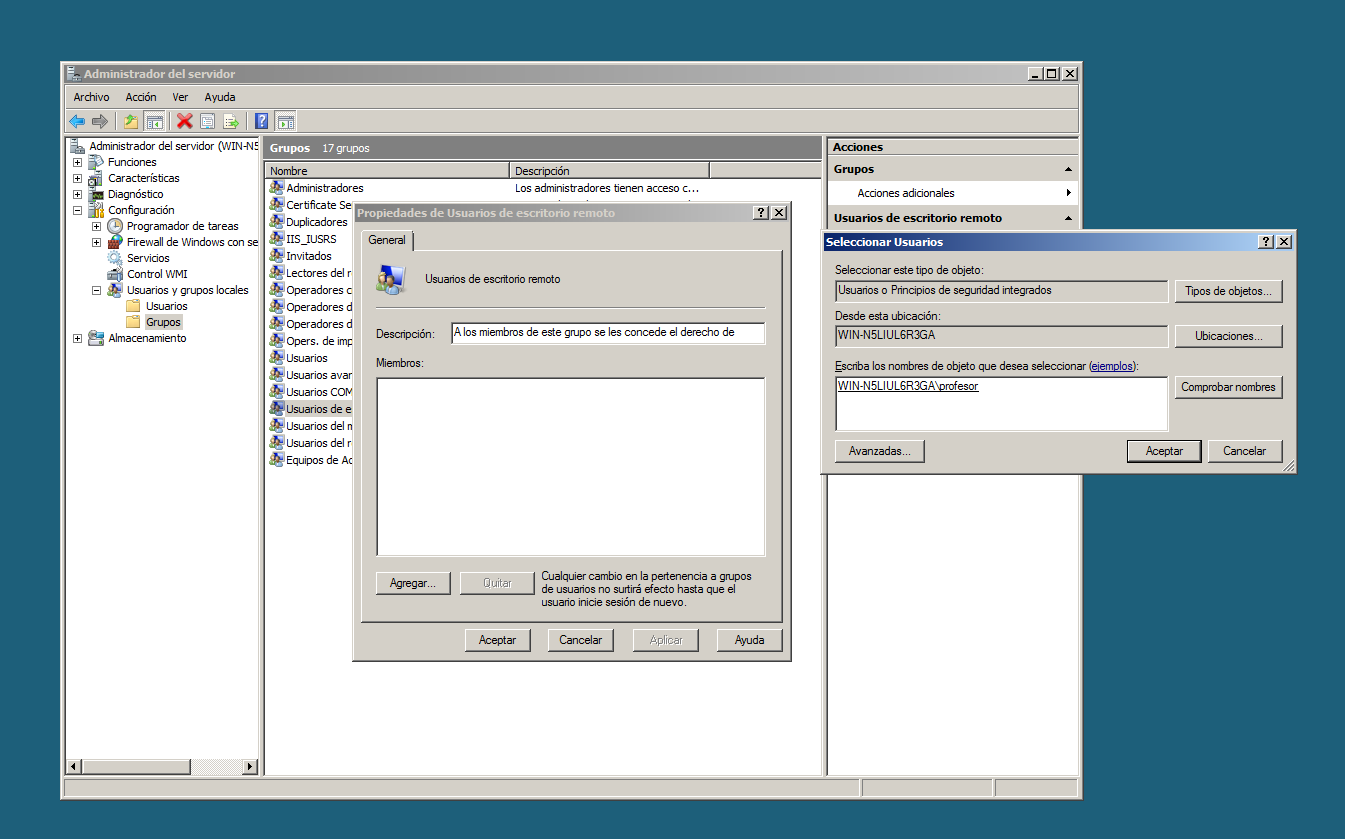 Administrador del servidor
Archivo Acción Ver Ayuda
Administrador del servidor (WIN-N5
Funciones
Características
Diagnóstico
Configuración
Programador de tareas
Firewall de Windows con se
Servicios
Control WMI
Usuarios y grupos locales
Usuarios
Grupos
Almacenamiento
Grupos 17 grupos
Nombre Descripción
Administradores Los administradores tienen acceso c...
Certificate Se
Duplicadores
IIS_IUSRS
Invitados
Lectores del r
Operadores c
Operadores d
Operadores d
Opers. de imp
Usuarios
Usuarios avan
Usuarios COM
Usuarios de e
Usuarios del m
Usuarios del r
Equipos de Ac
Acciones
Grupos
Acciones adicionales
Usuarios de escritorio remoto
Propiedades de Usuarios de escritorio remoto
General
Usuarios de escritorio remoto
Descripción: A los miembros de este grupo se les concede el derecho de
Miembros:
Agregar... Quitar
Cualquier cambio en la pertenencia a grupos
de usuarios no surtirá efecto hasta que el
usuario inicie sesión de nuevo.
Aceptar Cancelar Aplicar Ayuda
Seleccionar Usuarios
Seleccionar este tipo de objeto:
Usuarios o Principios de seguridad integrados Tipos de objetos...
Desde esta ubicación:
WIN-N5LIUL6R3GA Ubicaciones...
Escriba los nombres de objeto que desea seleccionar (ejemplos):
WIN-N5LIUL6R3GA\profesor Comprobar nombres
Avanzadas... Aceptar Cancelar